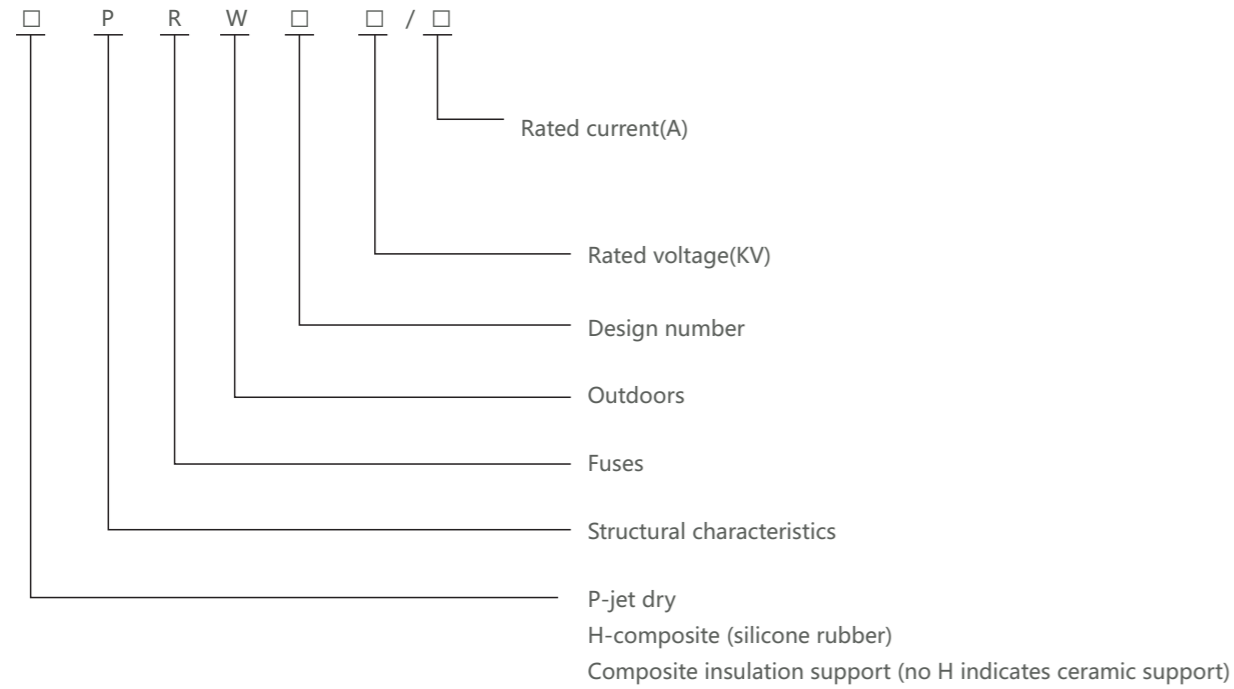 □ P R W □ □ / □
Rated current(A)
Rated voltage(KV)
Design number
Outdoors
Fuses
Structural characteristics
P-jet dry
H-composite (silicone rubber)
Composite insulation support (no H indicates ceramic support)